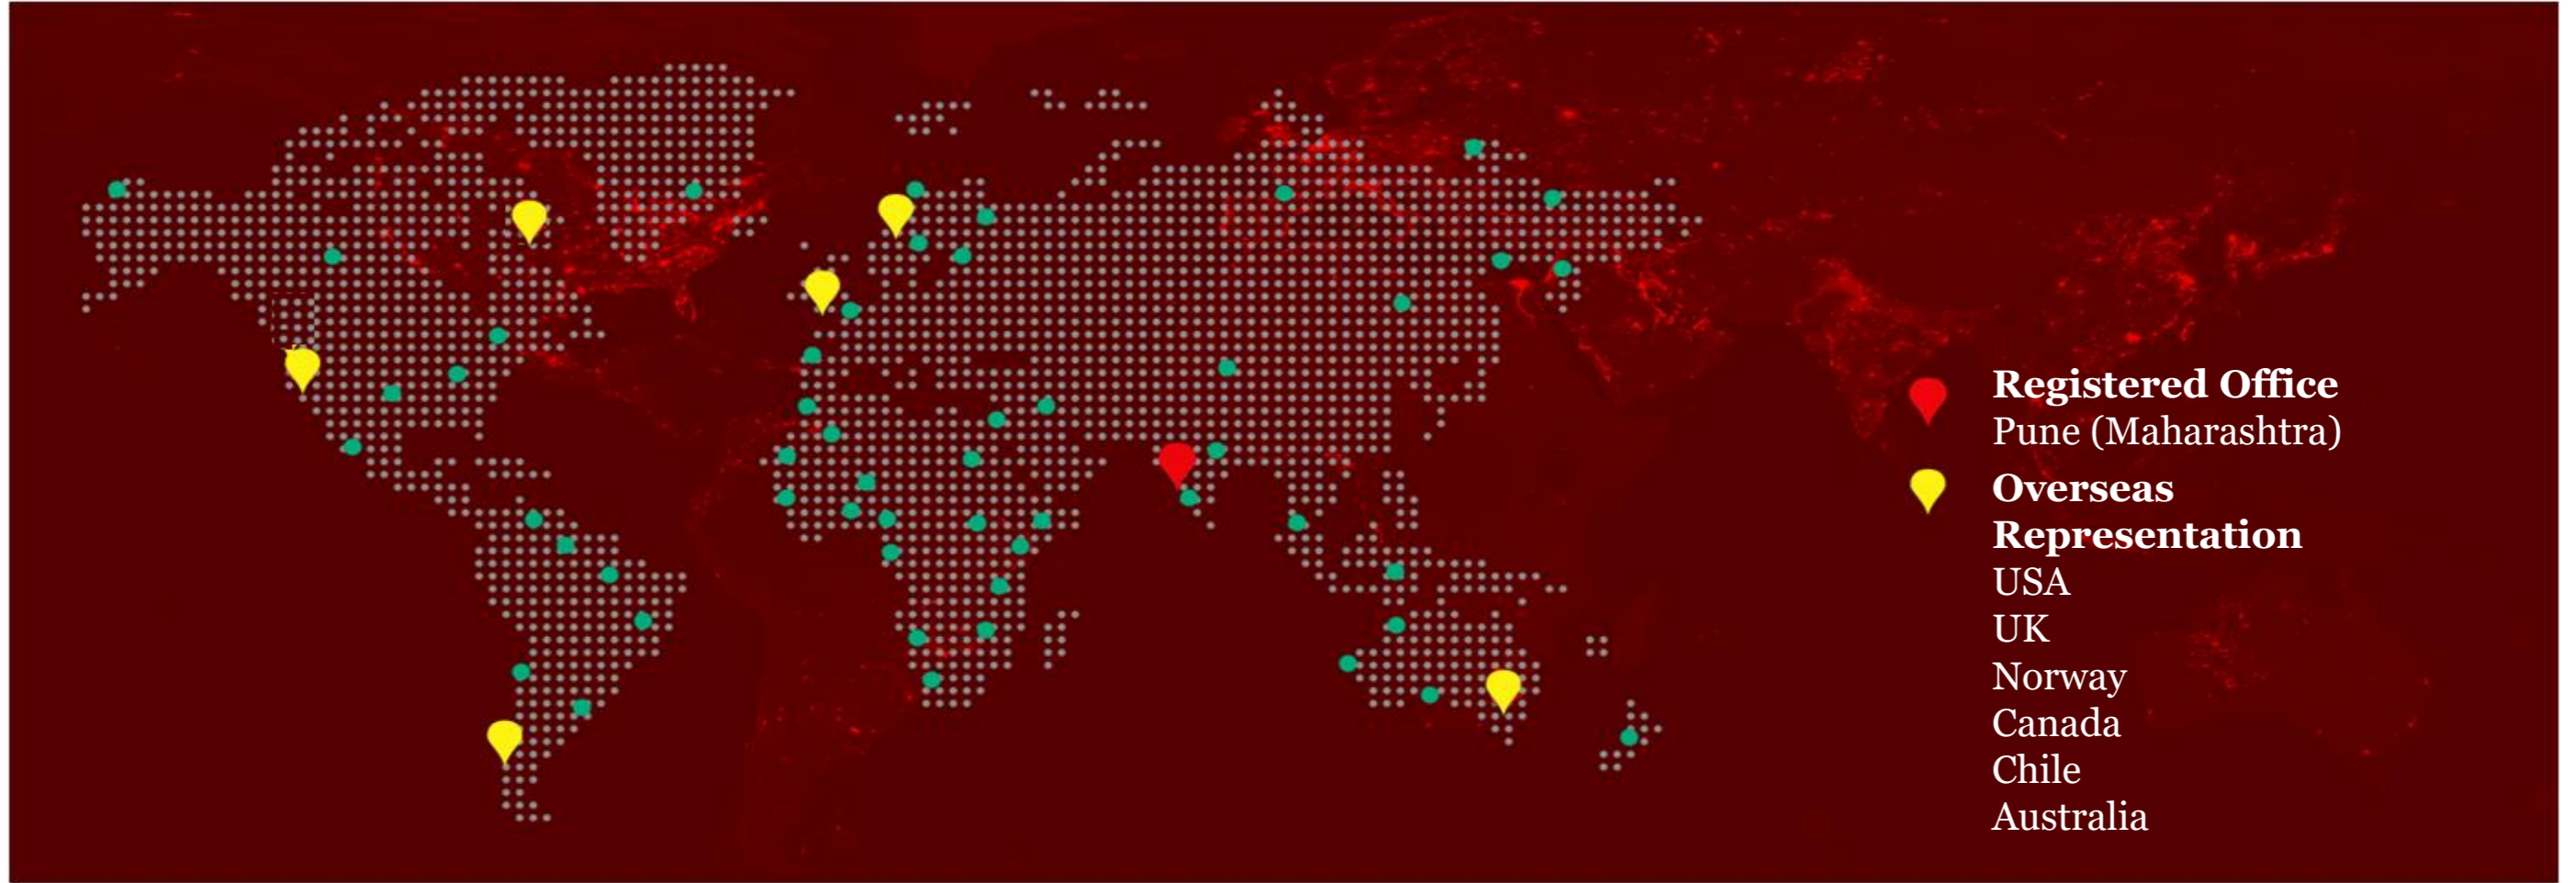 Registered Office
Pune (Maharashtra)
Overseas
Representation
USA
UK
Norway
Canada
Chile
Australia